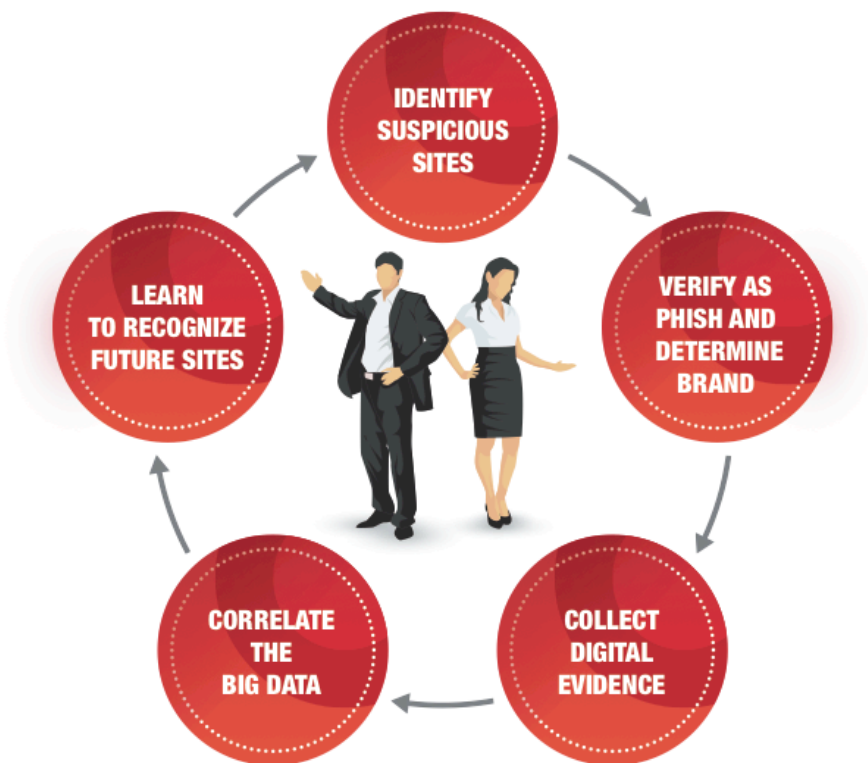 IDENTIFY
SUSPICIOUS
SITES
VERIFY AS
PHISH AND
DETERMINE
BRAND
COLLECT
DIGITAL
EVIDENCE
CORRELATE
THE
BIG DATA
LEARN
TO RECOGNIZE
FUTURE SITES